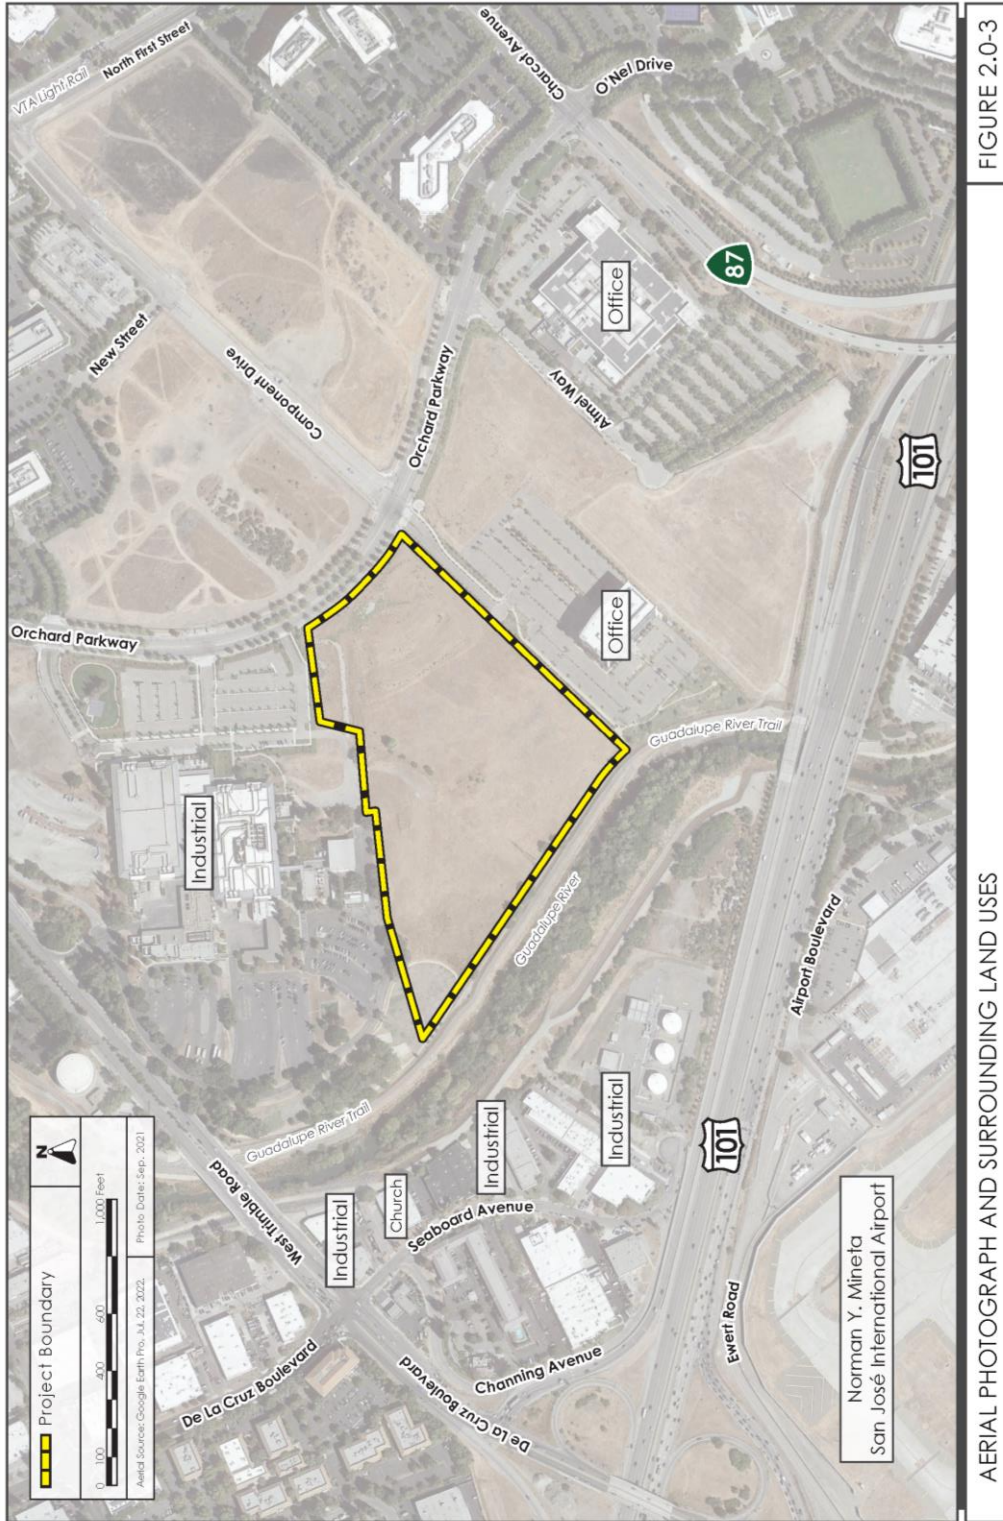 Project Boundary
N
0 100 400 600 1,000 Feet
Aerial Source: Google Earth Pro, Jul. 22, 2022.
Photo Date: Sep. 2021
VTA Light Rail
North First Street
New Street
Component Drive
Charcot Avenue
O'Nel Drive
Orchard Parkway
Orchard Parkway
Atmel Way
Office
87
Office
101
Industrial
Guadalupe River Trail
Guadalupe River
West Trimble Road
Guadalupe River Trail
Industrial
Church
Seaboard Avenue
Industrial
Industrial
Airport Boulevard
De La Cruz Boulevard
De La Cruz Boulevard
Channing Avenue
101
Ewert Road
Norman Y. Mineta
San José International Airport
AERIAL PHOTOGRAPH AND SURROUNDING LAND USES
FIGURE 2.0-3